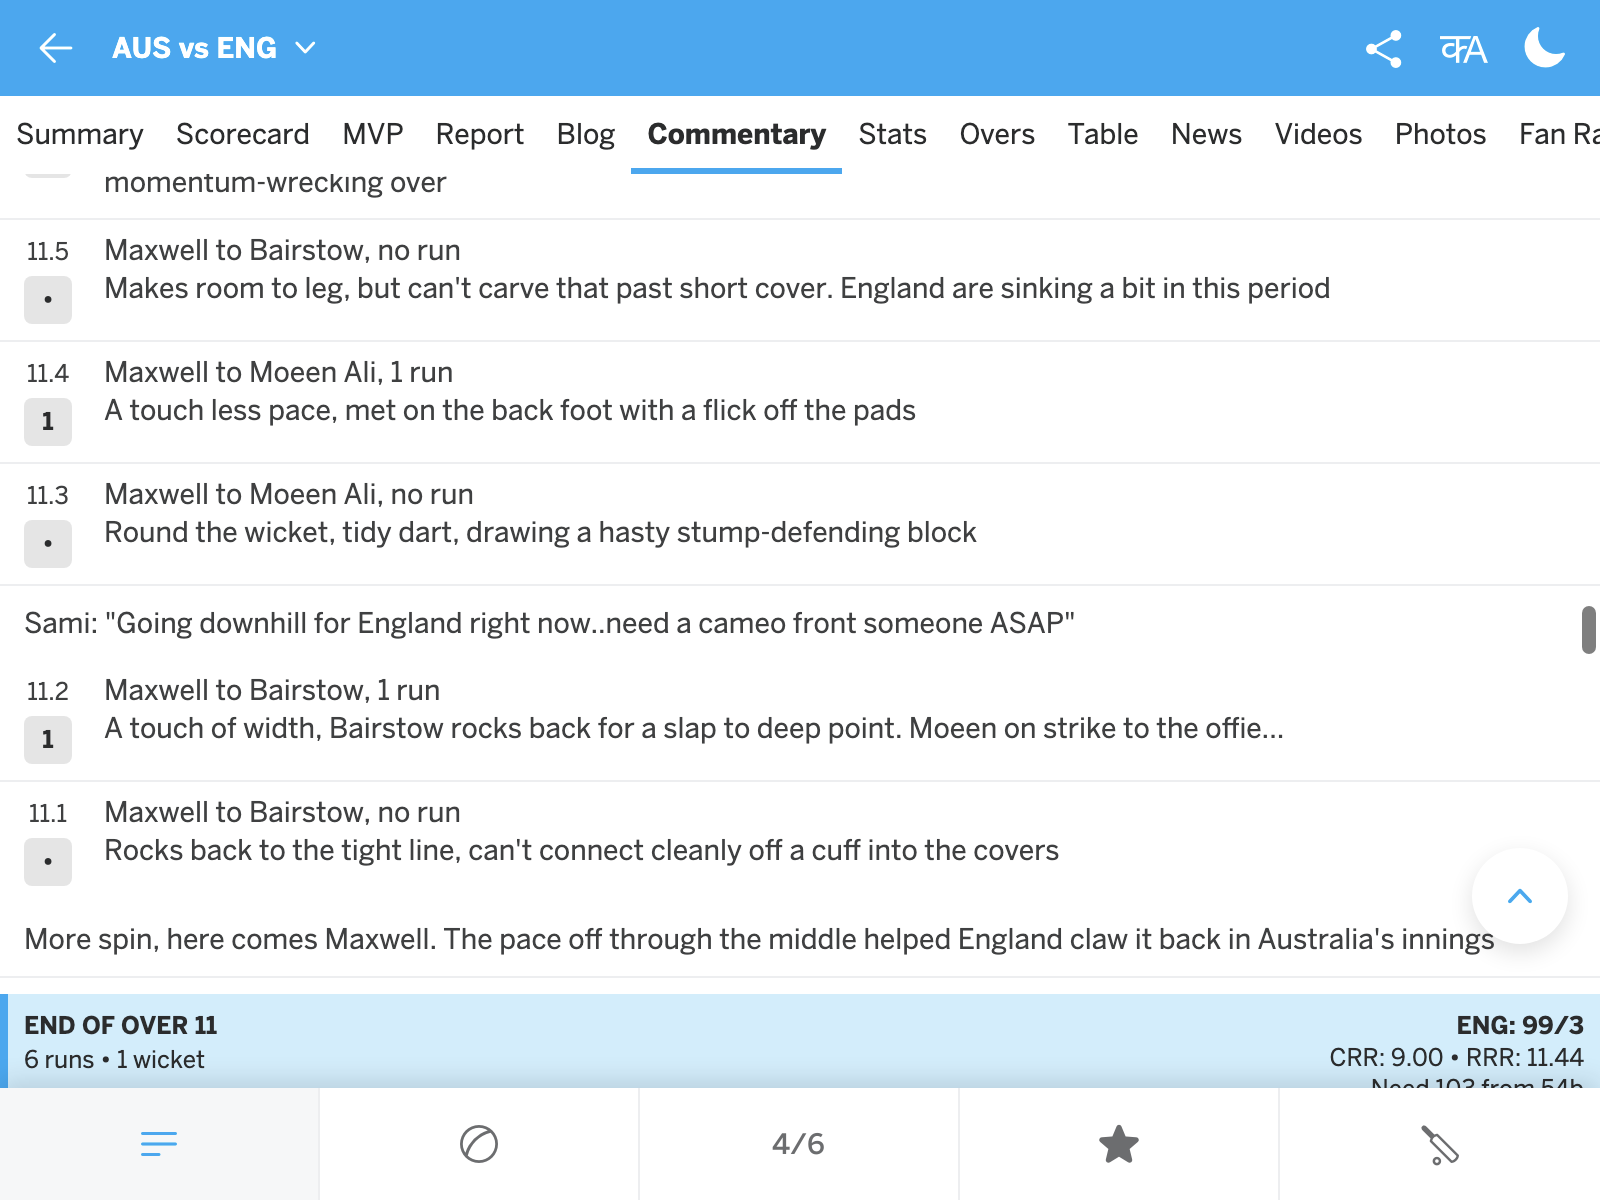 AUS vs ENG
क A
Summary Scorecard MVP Report Blog Commentary Stats Overs Table News Videos Photos Fan Ra
momentum-wrecking over
11.5 Maxwell to Bairstow, no run
• Makes room to leg, but can't carve that past short cover. England are sinking a bit in this period
11.4 Maxwell to Moeen Ali, 1 run
1 A touch less pace, met on the back foot with a flick off the pads
11.3 Maxwell to Moeen Ali, no run
• Round the wicket, tidy dart, drawing a hasty stump-defending block
Sami: "Going downhill for England right now..need a cameo front someone ASAP"
11.2 Maxwell to Bairstow, 1 run
1 A touch of width, Bairstow rocks back for a slap to deep point. Moeen on strike to the offie...
11.1 Maxwell to Bairstow, no run
• Rocks back to the tight line, can't connect cleanly off a cuff into the covers
More spin, here comes Maxwell. The pace off through the middle helped England claw it back in Australia's innings
END OF OVER 11 ENG: 99/3
6 runs • 1 wicket CRR: 9.00 • RRR: 11.44
Need 103 from 54b
4/6